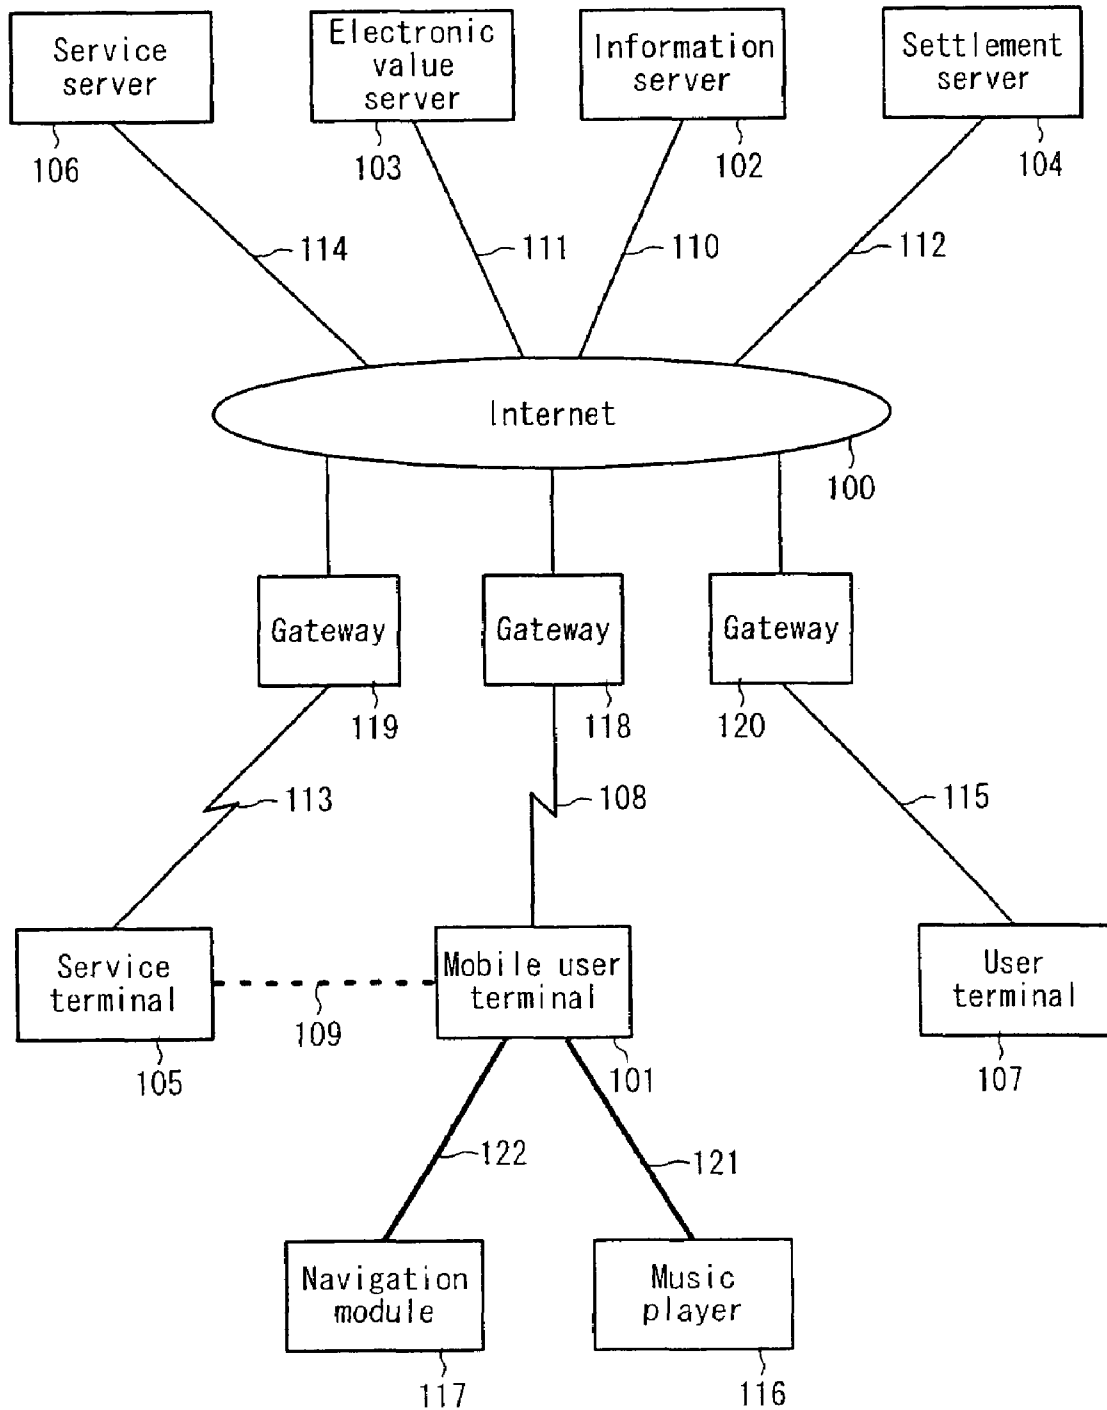 Service
server
106
Electronic
value
server
103
Information
server
102
Settlement
server
104
114
111
110
112
Internet
100
Gateway
119
Gateway
118
Gateway
120
113
108
115
Service
terminal
105
109
Mobile user
terminal
101
User
terminal
107
122
121
Navigation
module
117
Music
player
116